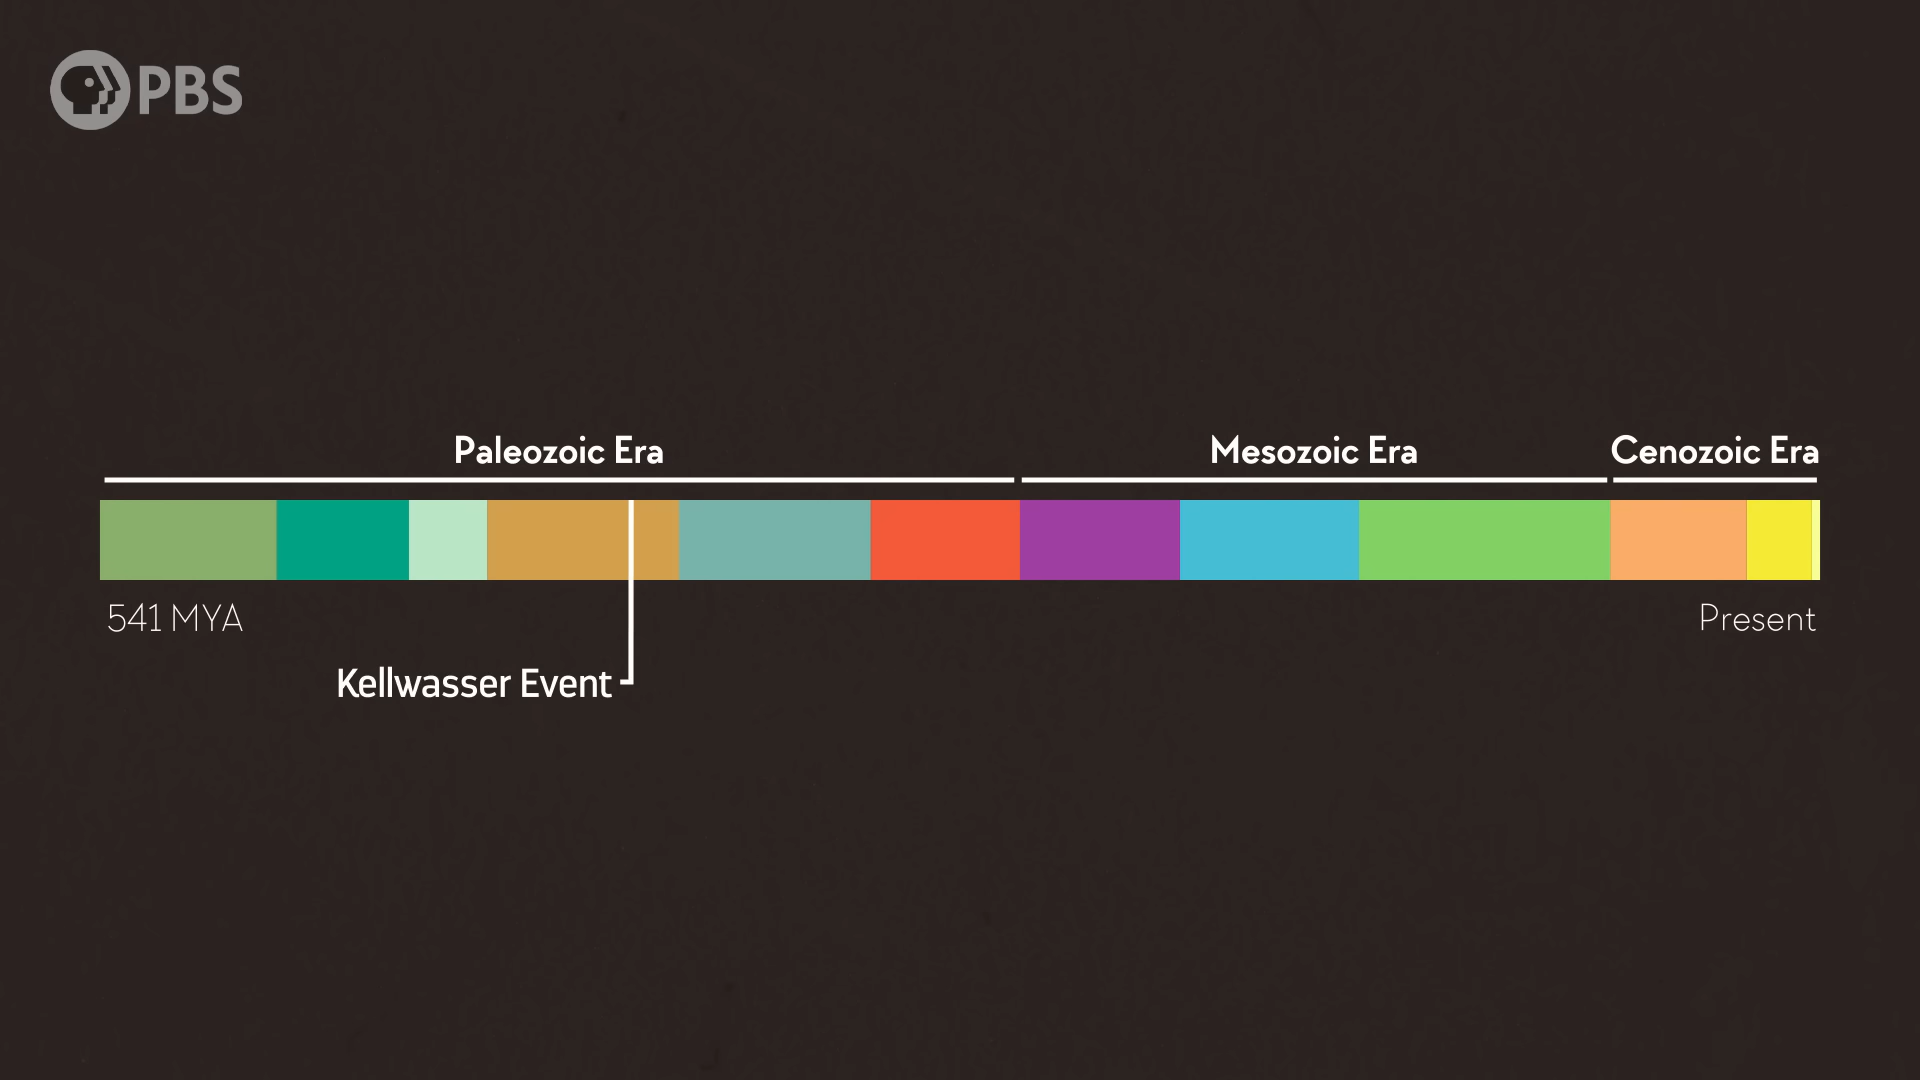 PBS
Paleozoic Era
Mesozoic Era
Cenozoic Era
541 MYA
Present
Kellwasser Event